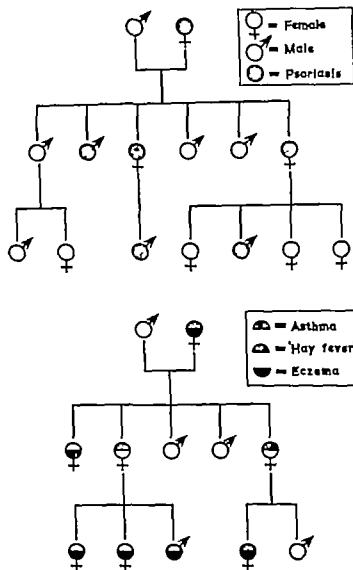 = Female
= Male
= Psoriasis
= Asthma
= Hay fever
= Eczema